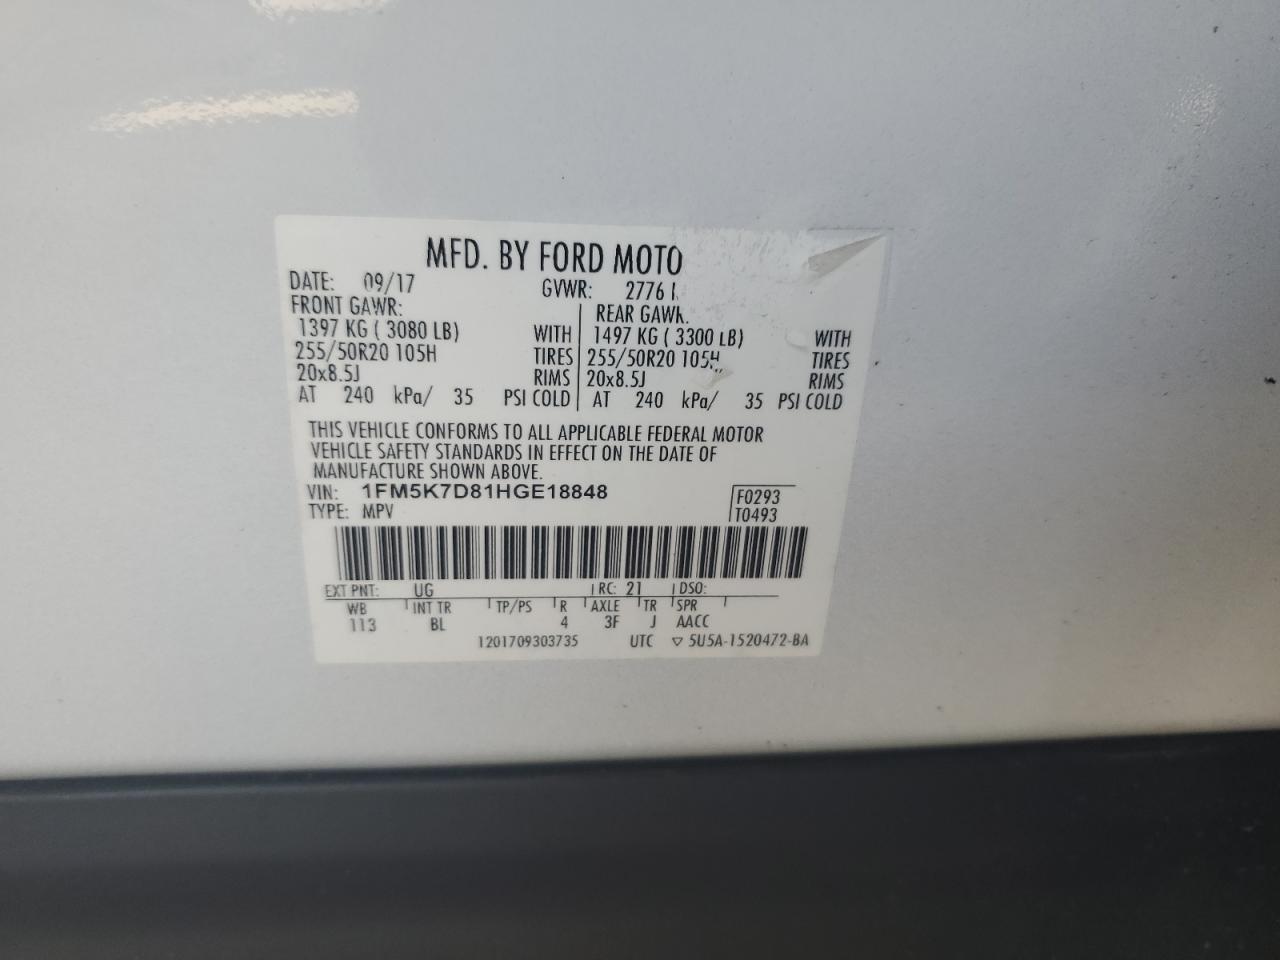 MFD. BY FORD MOTO
DATE: 09/17 GVWR: 2776
FRONT GAWR: REAR GAWR
1397 KG ( 3080 LB) WITH 1497 KG ( 3300 LB) WITH
255/50R20 105H TIRES 255/50R20 105H TIRES
20x8.5J RIMS 20x8.5J RIMS
AT 240 kPa/ 35 PSI COLD AT 240 kPa/ 35 PSI COLD
THIS VEHICLE CONFORMS TO ALL APPLICABLE FEDERAL MOTOR
VEHICLE SAFETY STANDARDS IN EFFECT ON THE DATE OF
MANUFACTURE SHOWN ABOVE.
VIN: 1FM5K7D81HGE18848 F0293
TYPE: MPV T0493
EXT PNT: UG RC: 21 DSO:
WB INT TR TP/PS R AXLE TR SPR
113 BL 4 3F J AACC
1201709303735 UTC ▽ 5U5A-1520472-BA